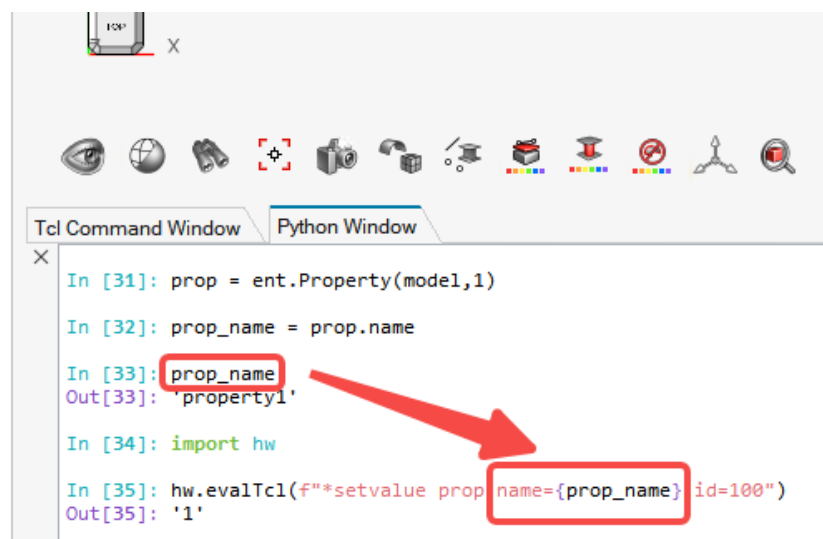 TOP
X
Tcl Command Window Python Window
In [31]: prop = ent.Property(model,1)
In [32]: prop_name = prop.name
In [33]: prop_name
Out[33]: 'property1'
In [34]: import hw
In [35]: hw.evalTcl(f"*setvalue prop name={prop_name} id=100")
Out[35]: '1'